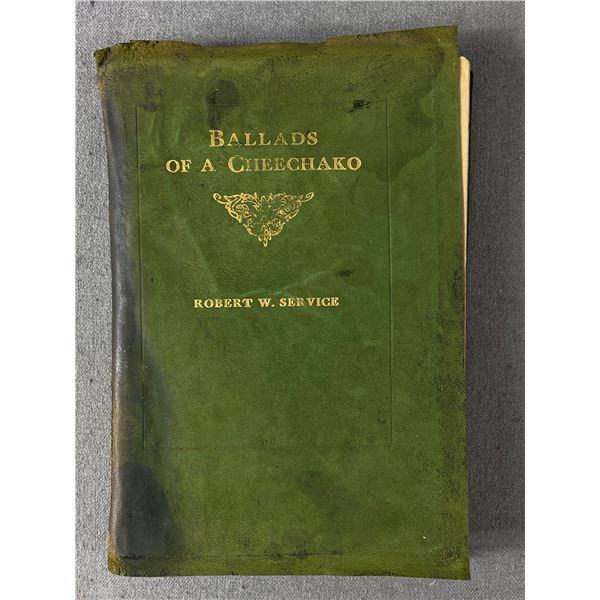 BALLADS
OF A CHEECHAKO
ROBERT W. SERVICE